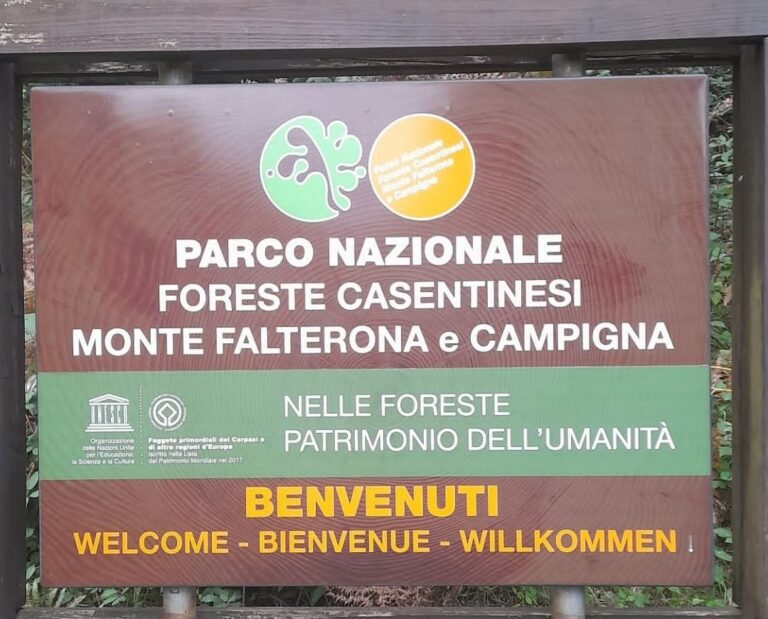 Parco Nazionale
Foreste Casentinesi
Monte Falterona
e Campigna
PARCO NAZIONALE
FORESTE CASENTINESI
MONTE FALTERONA e CAMPIGNA
Organizzazione
delle Nazioni Unite
per l'Educazione,
la Scienza e la Cultura
Faggete primordiali dei Carpazi e
di altre regioni d'Europa
Iscritto nella Lista
del Patrimonio Mondiale nel 2017
NELLE FORESTE
PATRIMONIO DELL'UMANITÀ
BENVENUTI
WELCOME - BIENVENUE - WILLKOMMEN